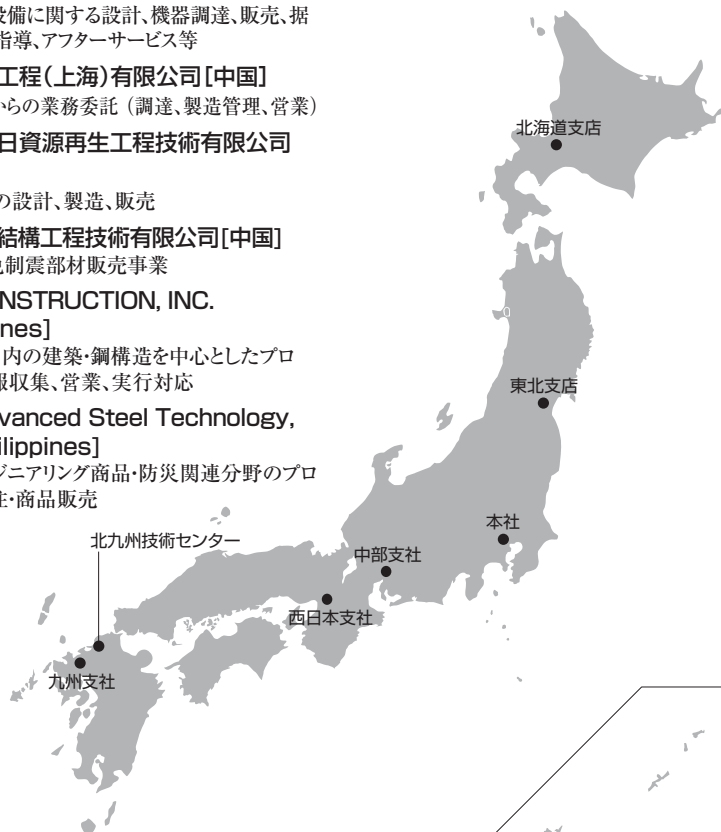 設備に関する設計、機器調達、販売、据
指導、アフターサービス等
工程（上海）有限公司[中国]
からの業務委託（調達、製造管理、営業）
日資源再生工程技術有限公司
の設計、製造、販売
結構工程技術有限公司[中国]
制震部材販売事業
NSTRUCTION, INC.
nes]
内の建築・鋼構造を中心としたプロ
報収集、営業、実行対応
vanced Steel Technology,
ilippines]
ジニアリング商品・防災関連分野のプロ
注・商品販売
北海道支店
東北支店
本社
中部支社
西日本支社
北九州技術センター
九州支社